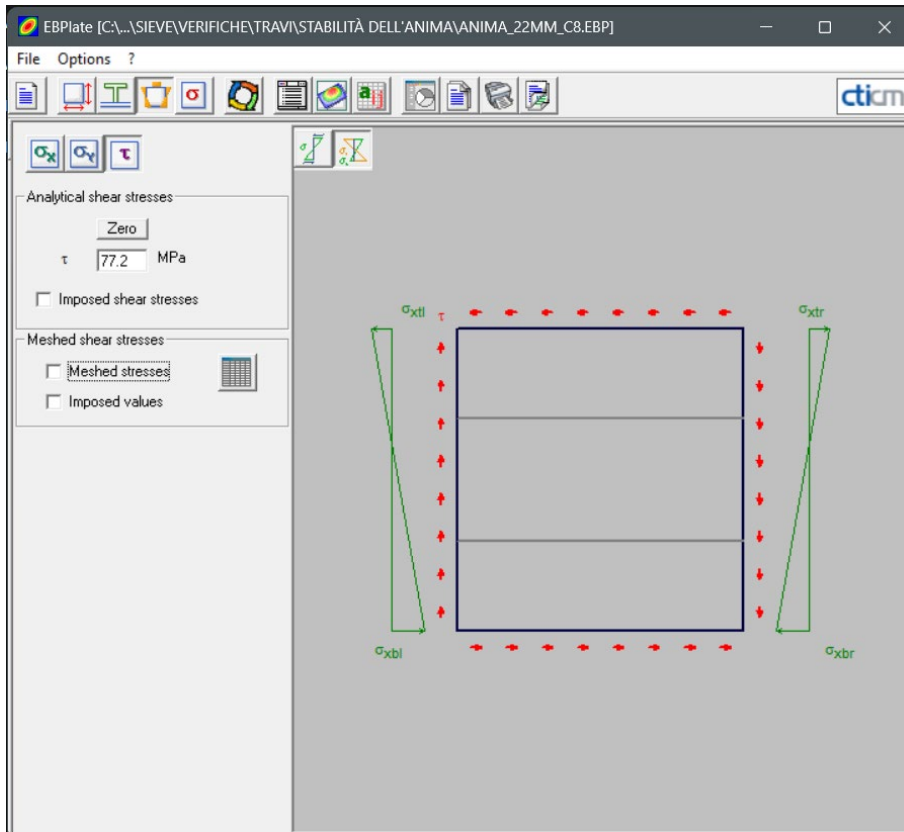 EBPlate [C:\...\SIEVE\VERIFICHE\TRAVI\STABILITÀ DELL'ANIMA\ANIMA_22MM_C8.EBP]
File Options ?
σ
a
cticm
σx σy τ
Analytical shear stresses
Zero
τ 77.2 MPa
Imposed shear stresses
Meshed shear stresses
Meshed stresses
Imposed values
σxtl τ σxtr
σxbl σxbr